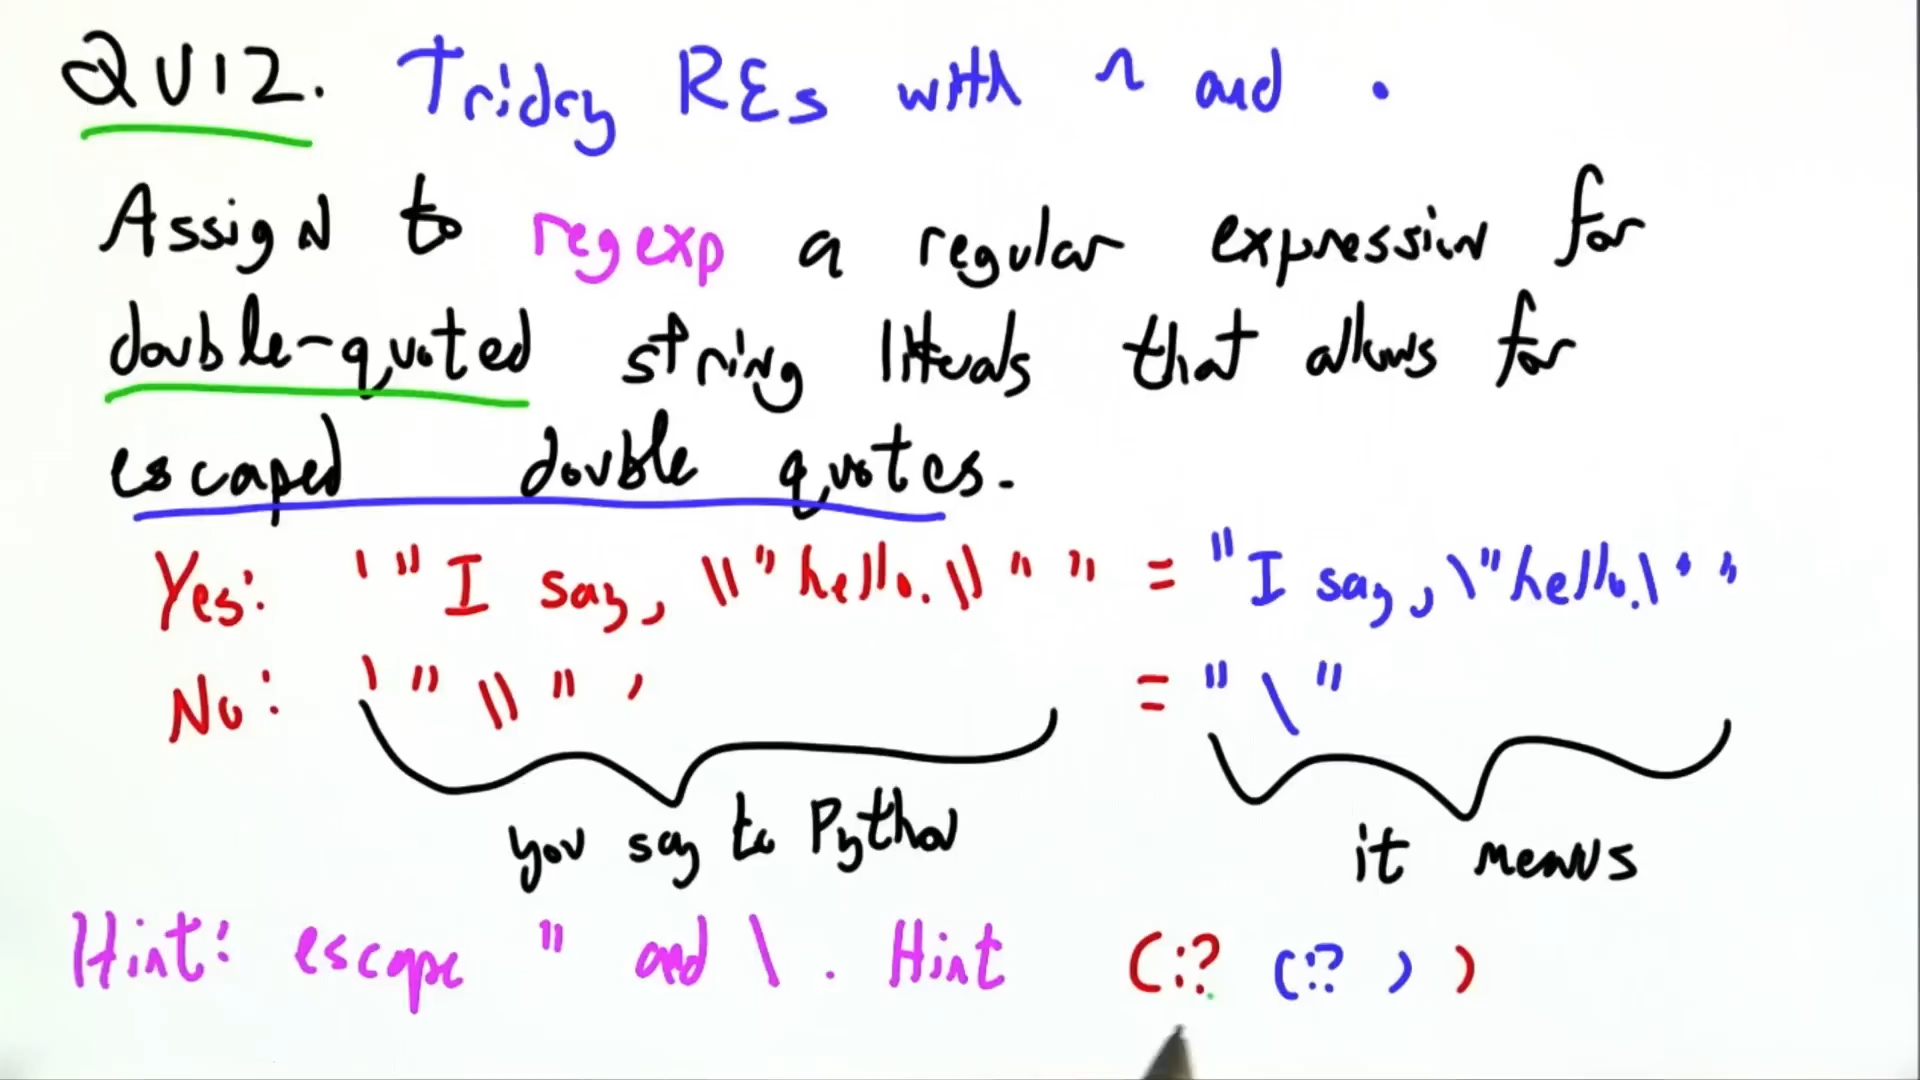 QUIZ. Tricky REs with ^ and .
Assign to regexp a regular expression for
double-quoted string literals that allows for
escaped double quotes.
Yes: '"I say, \\"hello.\\" " = "I say, \"hello.\" "
No: '"\\"' = "\"
you say to Python it means
Hint: escape " and \ . Hint (:? (:? ) )